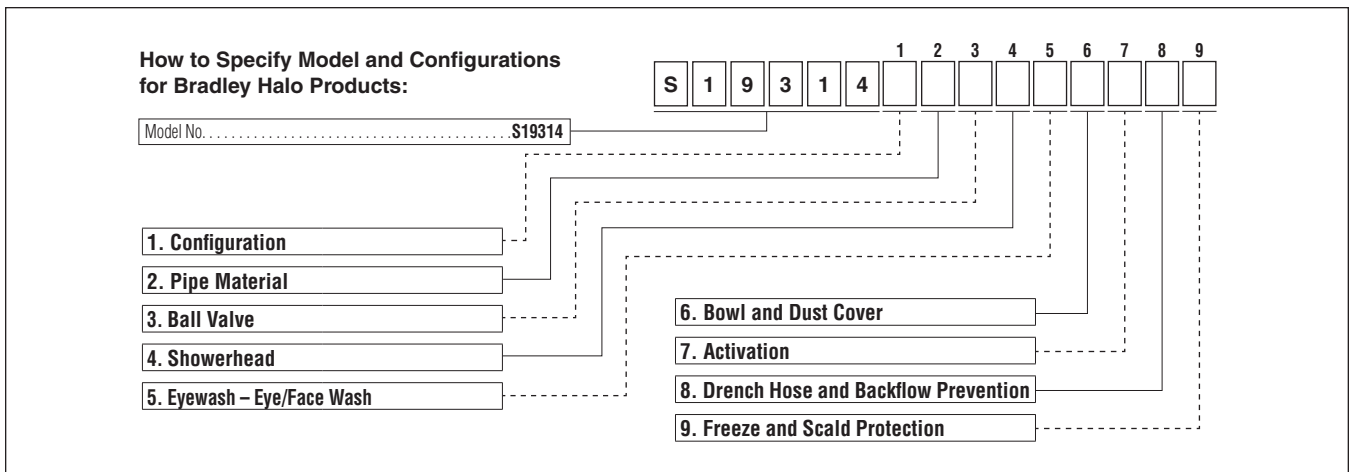 How to Specify Model and Configurations
for Bradley Halo Products:
1 2 3 4 5 6 7 8 9
S 1 9 3 1 4
Model No. . . . . . . . . . . . . . . . . . . . . . . . . . . . . . . . . . . . . . . . . .S19314
1. Configuration
2. Pipe Material
3. Ball Valve
4. Showerhead
5. Eyewash – Eye/Face Wash
6. Bowl and Dust Cover
7. Activation
8. Drench Hose and Backflow Prevention
9. Freeze and Scald Protection